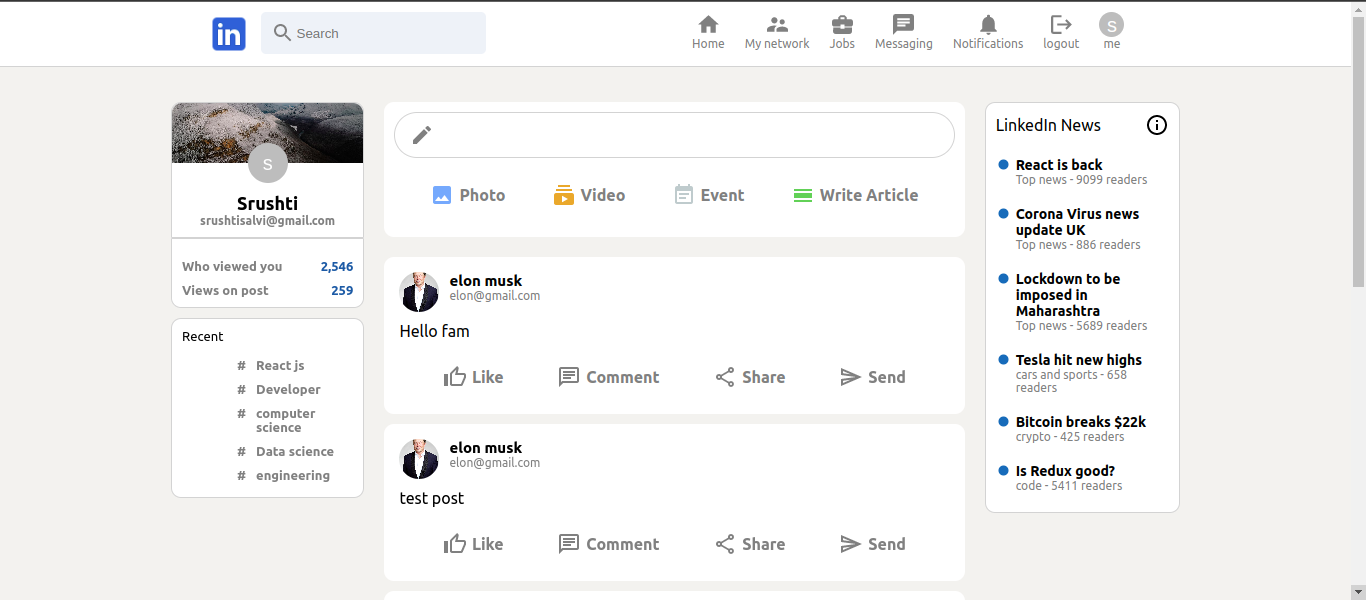 in
Search
Home
My network
Jobs
Messaging
Notifications
logout
S
me
S
Srushti
srushtisalvi@gmail.com
Who viewed you 2,546
Views on post 259
Recent
# React js
# Developer
# computer
science
# Data science
# engineering
Photo
Video
Event
Write Article
elon musk
elon@gmail.com
Hello fam
Like
Comment
Share
Send
elon musk
elon@gmail.com
test post
Like
Comment
Share
Send
LinkedIn News
React is back
Top news - 9099 readers
Corona Virus news
update UK
Top news - 886 readers
Lockdown to be
imposed in
Maharashtra
Top news - 5689 readers
Tesla hit new highs
cars and sports - 658
readers
Bitcoin breaks $22k
crypto - 425 readers
Is Redux good?
code - 5411 readers